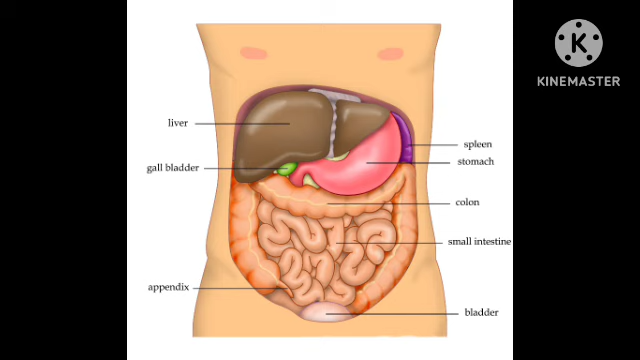 K
KINEMASTER
liver
spleen
stomach
gall bladder
colon
small intestine
appendix
bladder